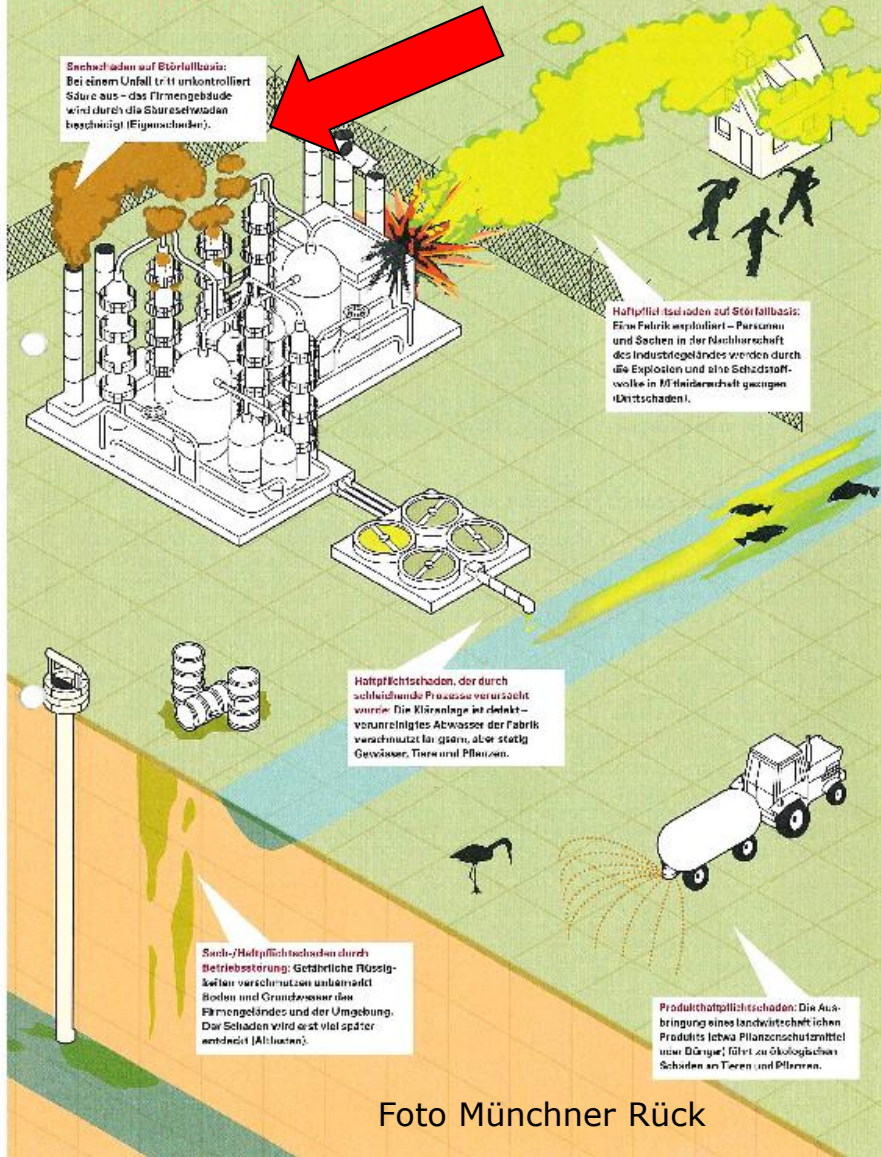 Sachschaden auf Störfallbasis:
Bei einem Unfall tritt unkontrolliert
Säure aus – das Firmengebäude
wird durch die Säureschwaden
beschädigt (Eigenschaden).
Haftpflichtschaden auf Störfallbasis:
Eine Fabrik explodiert – Personen
und Sachen in der Nachbarschaft
des Industriegeländes werden durch
die Explosion und eine Schadstoff-
wolke in Mitleidenschaft gezogen
(Drittschaden).
Haftpflichtschaden, der durch
schleichende Prozesse verursacht
wurde: Die Kläranlage ist defekt –
verunreinigtes Abwasser der Fabrik
verschmutzt langsam, aber stetig
Gewässer, Tiere und Pflanzen.
Sach-/Haftpflichtschaden durch
Betriebsstörung: Gefährliche Flüssig-
keiten verschmutzen unbemerkt
Boden und Grundwasser des
Firmengeländes und der Umgebung.
Der Schaden wird erst viel später
entdeckt (Altlasten).
Produkthaftpflichtschaden: Die Aus-
bringung eines landwirtschaftlichen
Produkts (etwa Pflanzenschutzmittel
oder Dünger) führt zu ökologischen
Schäden an Tieren und Pflanzen.
Foto Münchner Rück